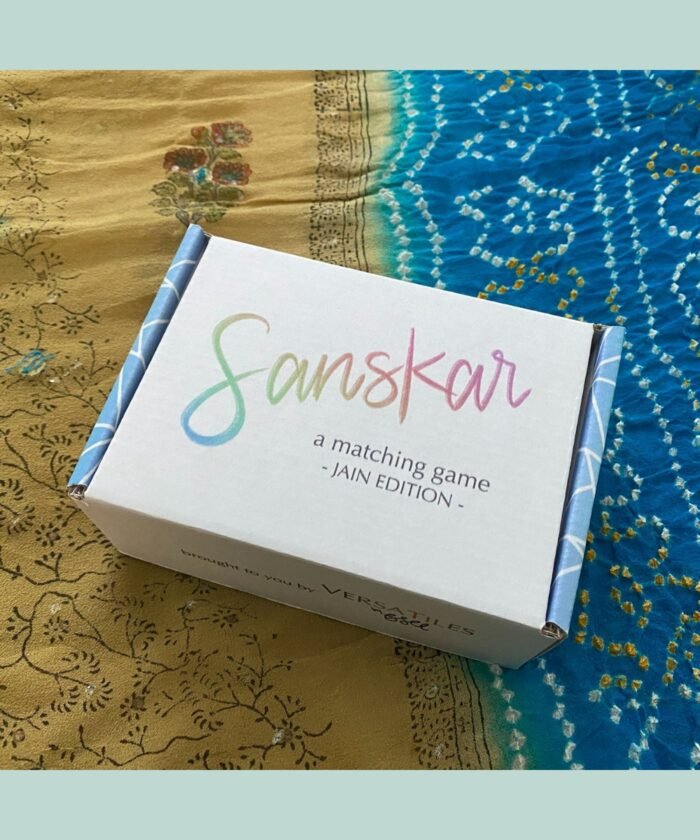 Sanskar
a matching game
- JAIN EDITION -
brought to you by VERSATILES